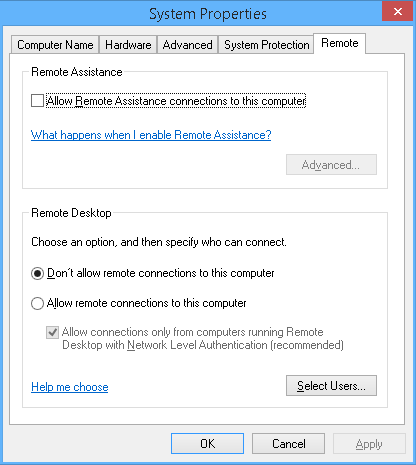 System Properties
Computer Name Hardware Advanced System Protection Remote
Remote Assistance
Allow Remote Assistance connections to this computer
What happens when I enable Remote Assistance?
Advanced...
Remote Desktop
Choose an option, and then specify who can connect.
Don't allow remote connections to this computer
Allow remote connections to this computer
Allow connections only from computers running Remote
Desktop with Network Level Authentication (recommended)
Help me choose
Select Users...
OK Cancel Apply